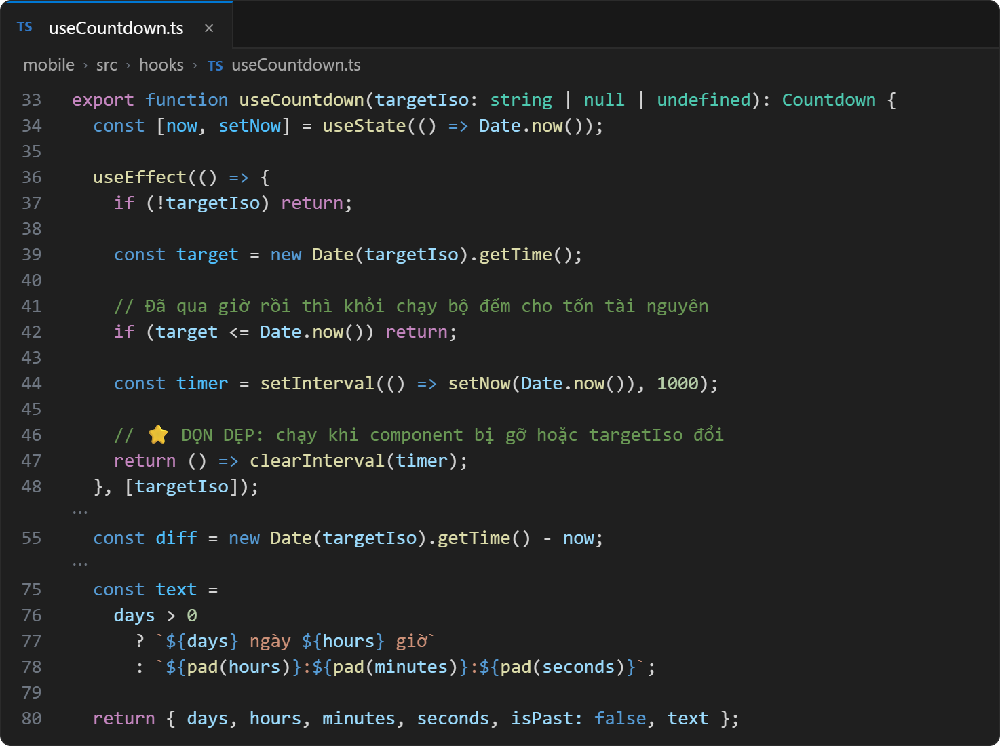 TS useCountdown.ts ×
mobile › src › hooks › TS useCountdown.ts
33 export function useCountdown(targetIso: string | null | undefined): Countdown {
34   const [now, setNow] = useState(() => Date.now());
35
36   useEffect(() => {
37     if (!targetIso) return;
38
39     const target = new Date(targetIso).getTime();
40
41     // Đã qua giờ rồi thì khỏi chạy bộ đếm cho tốn tài nguyên
42     if (target <= Date.now()) return;
43
44     const timer = setInterval(() => setNow(Date.now()), 1000);
45
46     // ⭐ DỌN DẸP: chạy khi component bị gỡ hoặc targetIso đổi
47     return () => clearInterval(timer);
48   }, [targetIso]);
···
55   const diff = new Date(targetIso).getTime() - now;
···
75   const text =
76     days > 0
77       ? `${days} ngày ${hours} giờ`
78       : `${pad(hours)}:${pad(minutes)}:${pad(seconds)}`;
79
80   return { days, hours, minutes, seconds, isPast: false, text };